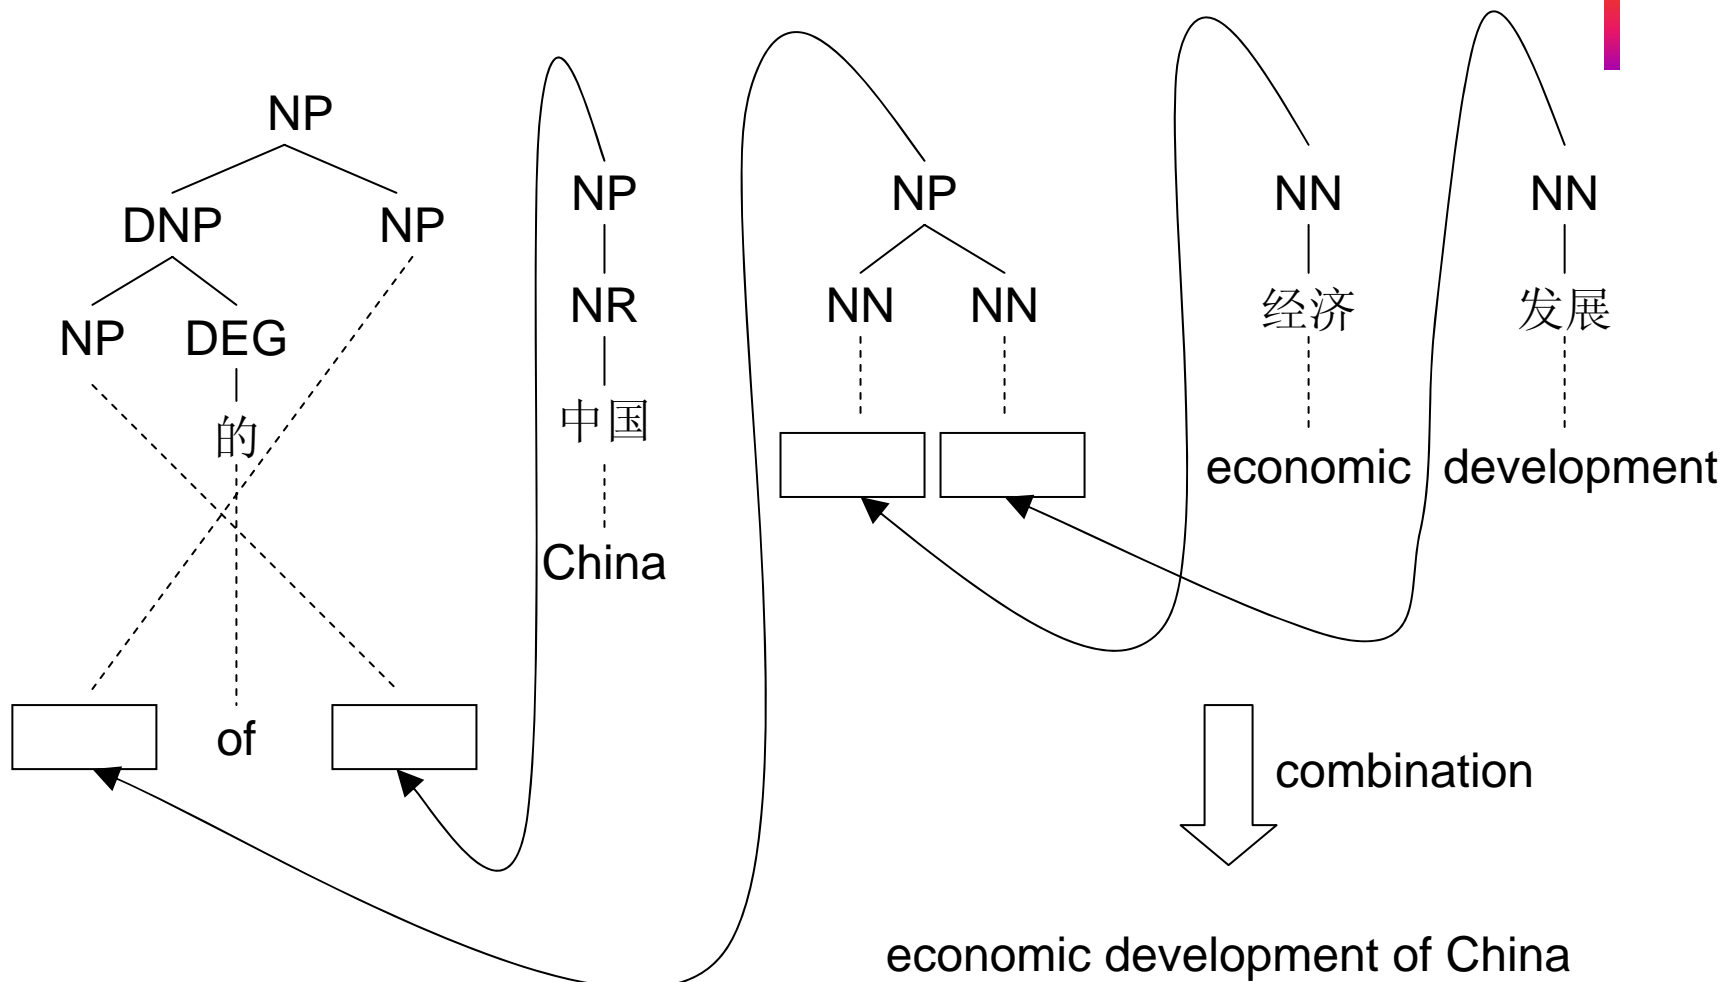 NP
DNP NP
NP DEG
的
of
NP
NR
中国
China
NP
NN NN
NN
经济
economic
NN
发展
development
combination
economic development of China